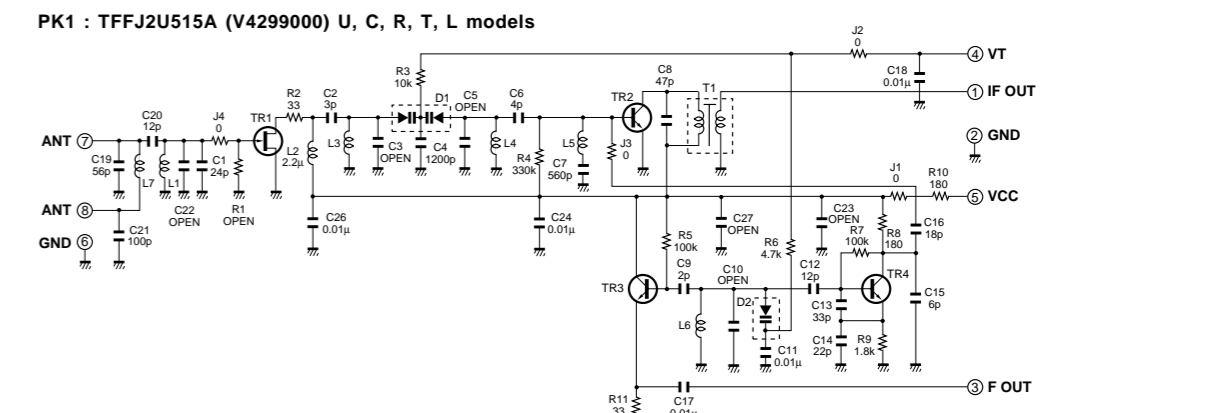 PK1 : TFFJ2U515A (V4299000) U, C, R, T, L models
J2
0
4 VT
C18
0.01µ
R3
10k
C8
47p
T1
1 IF OUT
D1
R2
33
C2
3p
C5
OPEN
C6
4p
TR2
TR1
C20
12p
J4
0
2 GND
ANT 7
L2
2.2µ
L3
C3
OPEN
C4
1200p
L4
L5
J3
0
C19
56p
L7
L1
C1
24p
R4
330k
C7
560p
J1
0
R10
180
5 VCC
C22
OPEN
R1
OPEN
ANT 8
C21
100p
GND 6
C26
0.01µ
C24
0.01µ
C27
OPEN
C23
OPEN
R5
100k
R6
4.7k
R7
100k
R8
180
C16
18p
C9
2p
C10
OPEN
C12
12p
TR3
TR4
D2
L6
C13
33p
C15
6p
C11
0.01µ
C14
22p
R9
1.8k
3 F OUT
R11
33
C17
0.01µ